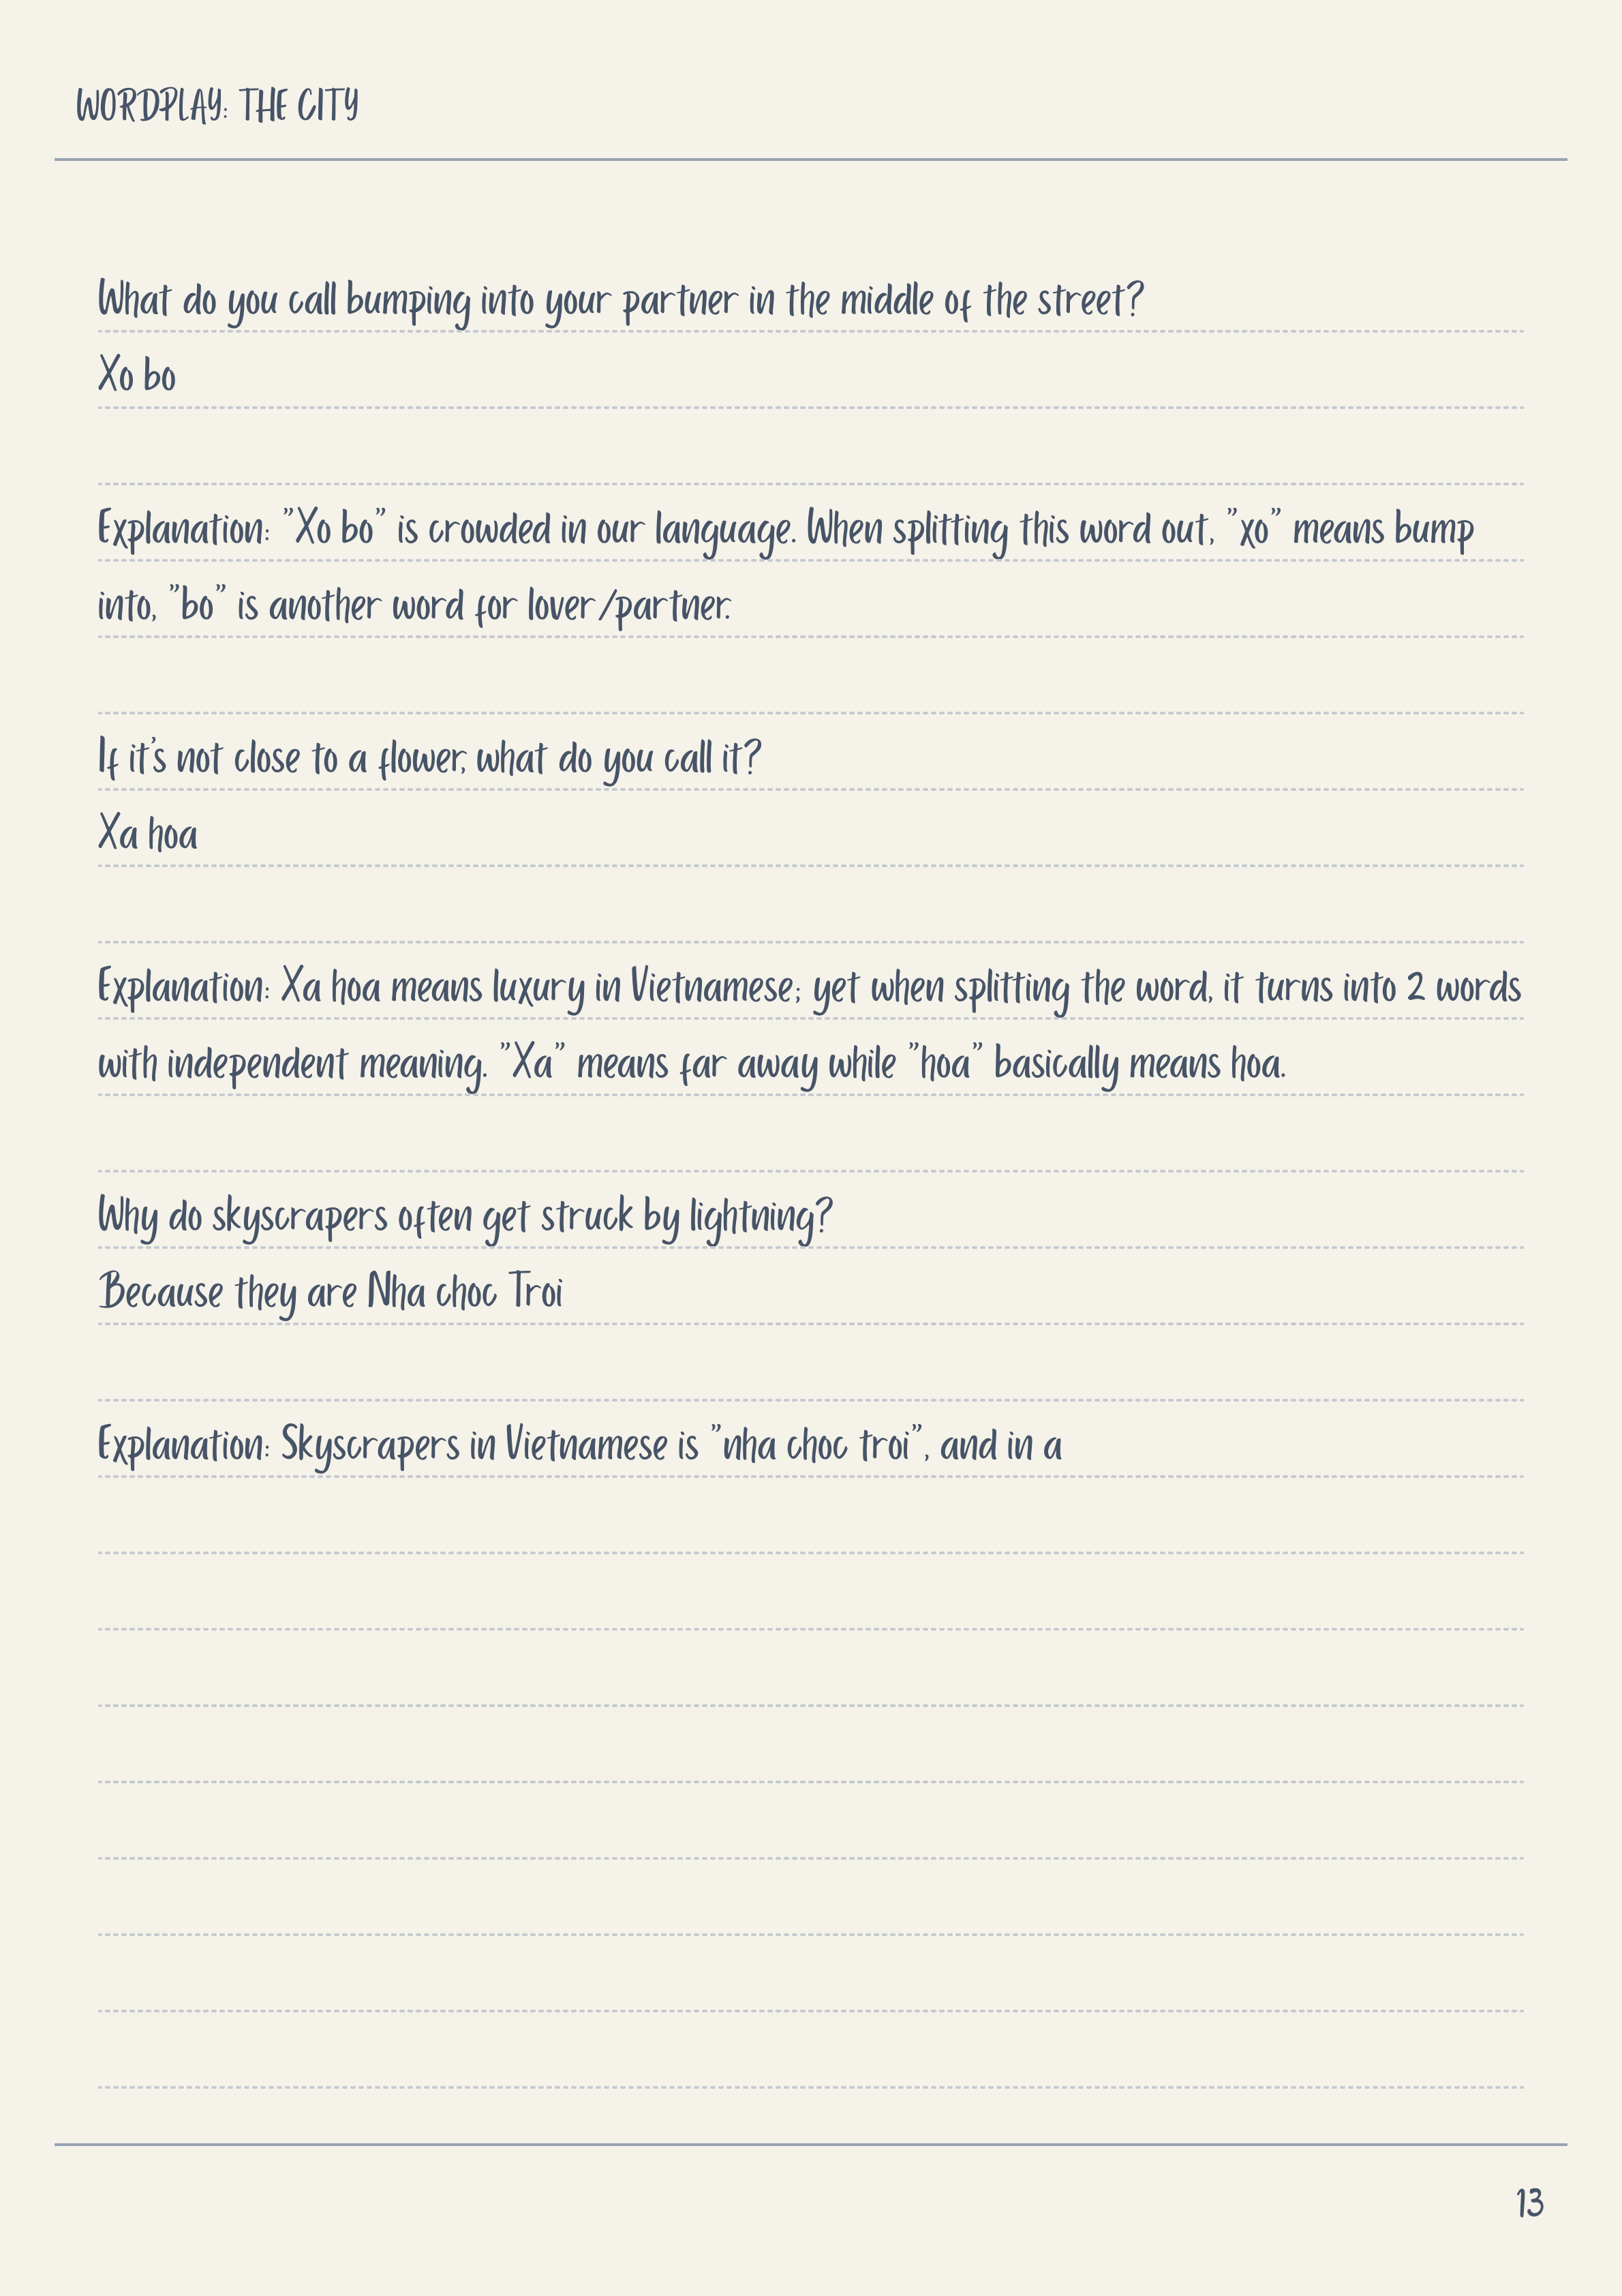 WORDPLAY: THE CITY
What do you call bumping into your partner in the middle of the street?
Xo bo
Explanation: "Xo bo" is crowded in our language. When splitting this word out, "xo" means bump
into, "bo" is another word for lover/partner.
If it's not close to a flower, what do you call it?
Xa hoa
Explanation: Xa hoa means luxury in Vietnamese; yet when splitting the word, it turns into 2 words
with independent meaning. "Xa" means far away while "hoa" basically means hoa.
Why do skyscrapers often get struck by lightning?
Because they are Nha choc Troi
Explanation: Skyscrapers in Vietnamese is "nha choc troi", and in a
13